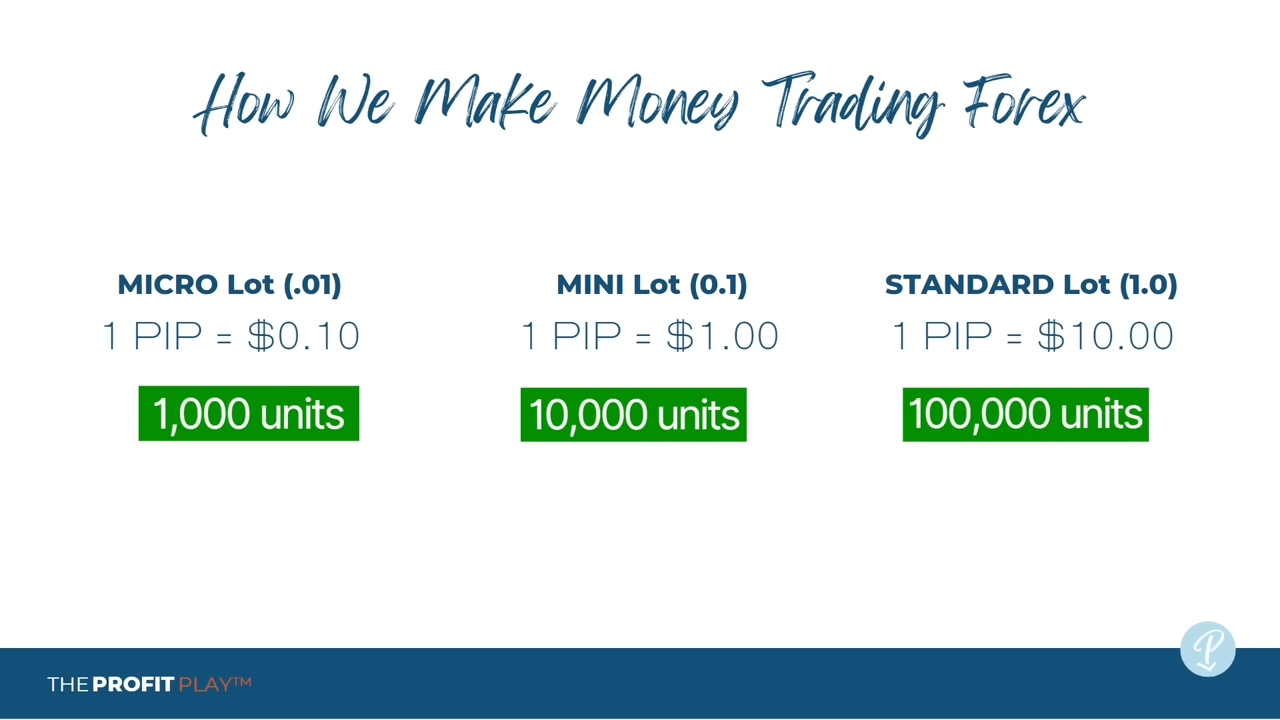 How We Make Money Trading Forex
MICRO Lot (.01)
1 PIP = $0.10
1,000 units
MINI Lot (0.1)
1 PIP = $1.00
10,000 units
STANDARD Lot (1.0)
1 PIP = $10.00
100,000 units
THE PROFIT PLAY™
P